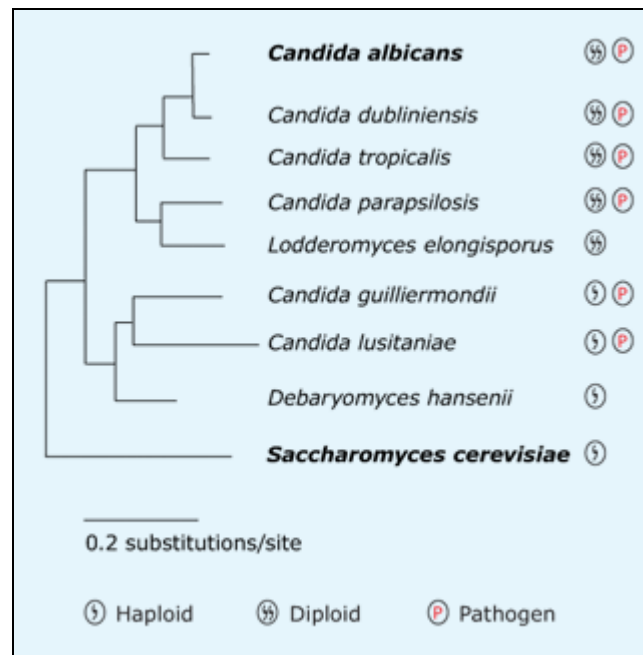 Candida albicans P
Candida dubliniensis P
Candida tropicalis P
Candida parapsilosis P
Lodderomyces elongisporus
Candida guilliermondii P
Candida lusitaniae P
Debaryomyces hansenii
Saccharomyces cerevisiae
0.2 substitutions/site
Haploid Diploid P Pathogen